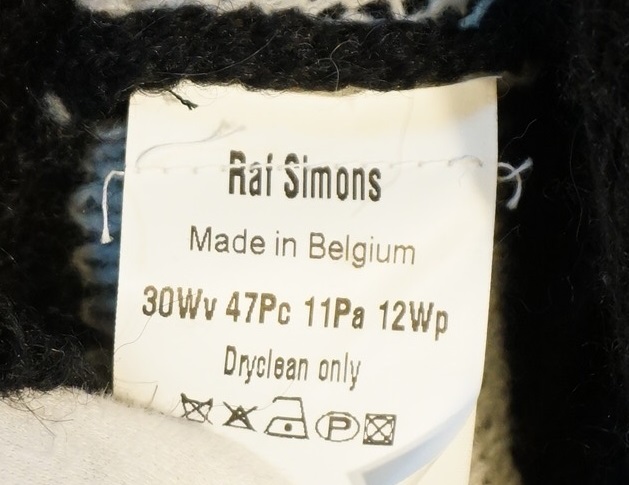 Raf Simons
Made in Belgium
30Wv 47Pc 11Pa 12Wp
Dryclean only
P